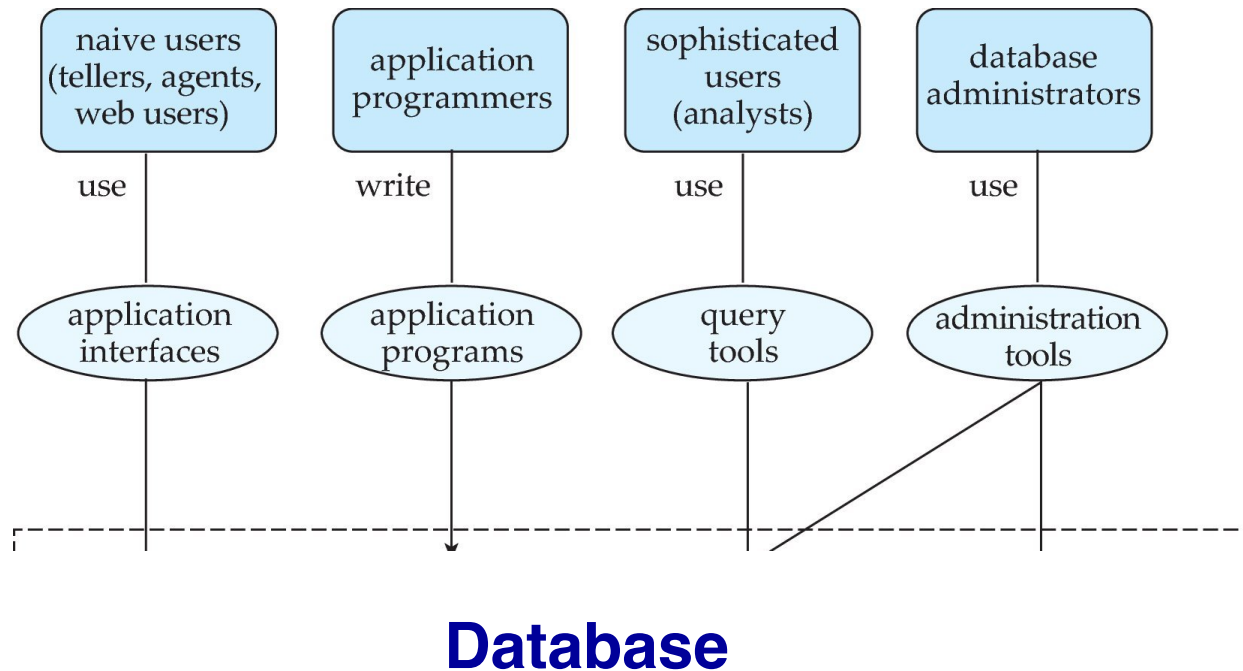 naive users
(tellers, agents,
web users)
application
programmers
sophisticated
users
(analysts)
database
administrators
use
write
use
use
application
interfaces
application
programs
query
tools
administration
tools
Database